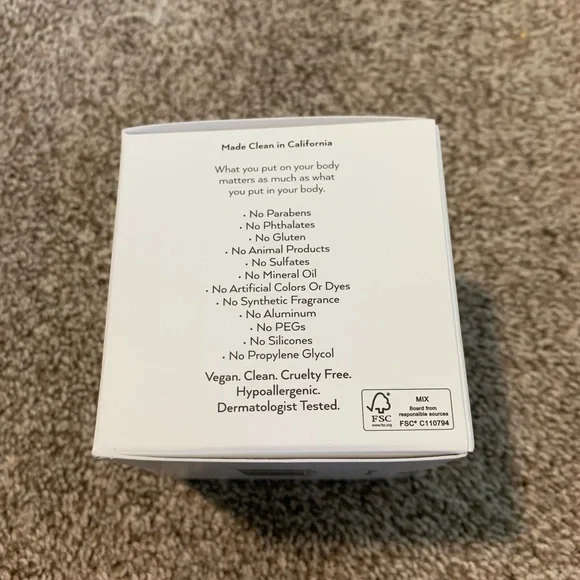 Made Clean in California
What you put on your body
matters as much as what
you put in your body.
• No Parabens
• No Phthalates
• No Gluten
• No Animal Products
• No Sulfates
• No Mineral Oil
• No Artificial Colors Or Dyes
• No Synthetic Fragrance
• No Aluminum
• No PEGs
• No Silicones
• No Propylene Glycol
Vegan. Clean. Cruelty Free.
Hypoallergenic.
Dermatologist Tested.
FSC
www.fsc.org
MIX
Board from
responsible sources
FSC® C110794